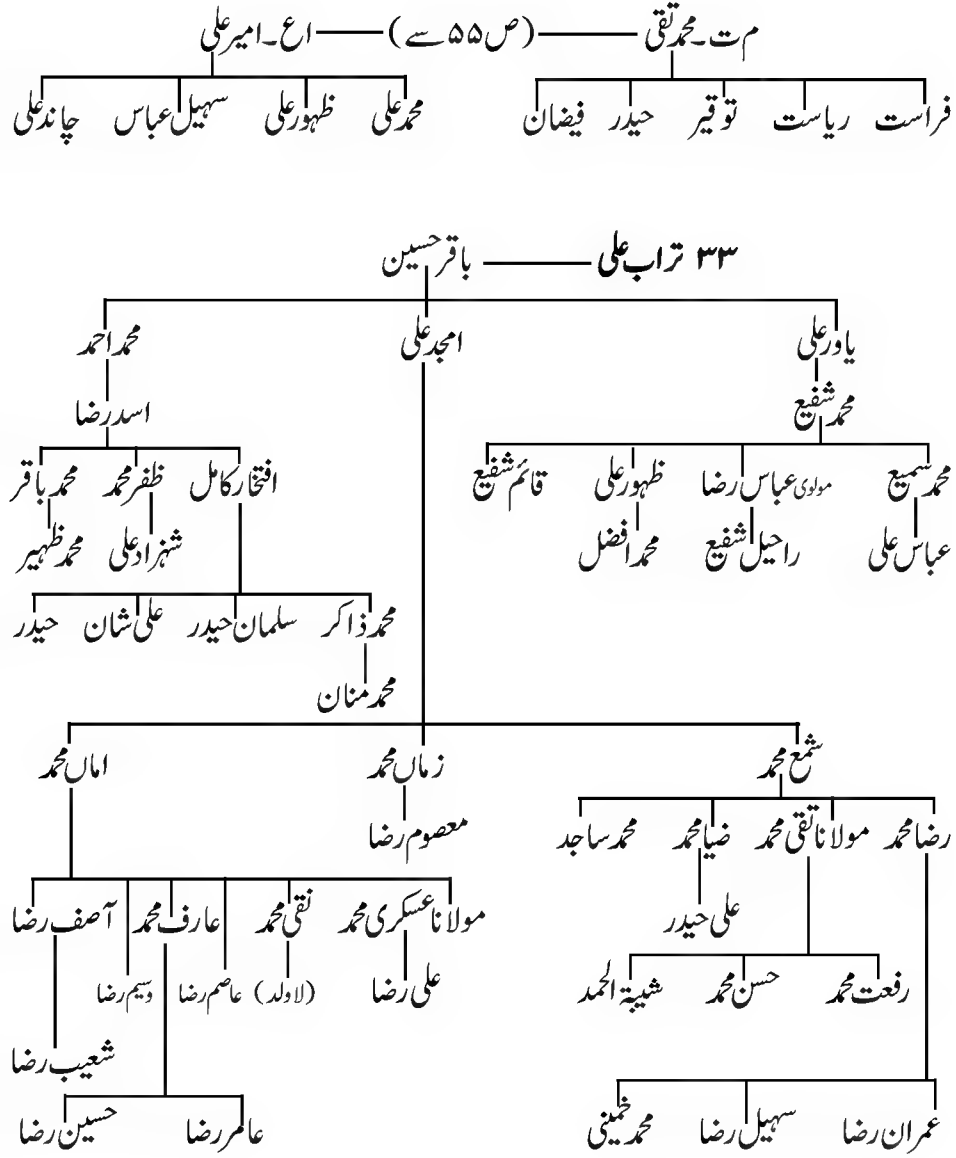 م ت۔محمد تقی (ص ۵۵ سے) اع۔امیر علی
فراست ریاست توقیر حیدر فیضان محمد علی ظہور علی سہیل عباس چاند علی
۳۳ تراب علی باقر حسین
یاور علی امجد علی محمد احمد
محمد شفیع اسد رضا
محمد سمیع مولوی عباس رضا ظہور علی قائم شفیع افتخار کامل ظفر محمد محمد باقر
عباس علی راحیل شفیع محمد افضل شہزاد علی محمد ظہیر
محمد ذاکر سلمان حیدر علی شان حیدر
محمد منان
شمع محمد زماں محمد اماں محمد
رضا محمد مولانا تقی محمد ضیا محمد محمد ساجد معصوم رضا
علی حیدر مولانا عسکری محمد نقی محمد عارف محمد آصف رضا
رفعت محمد حسن محمد شیبۃ الحمد علی رضا (لاولد) عاصم رضا وسیم رضا
شعیب رضا
عمران رضا سہیل رضا محمد خمینی عامر رضا حسین رضا